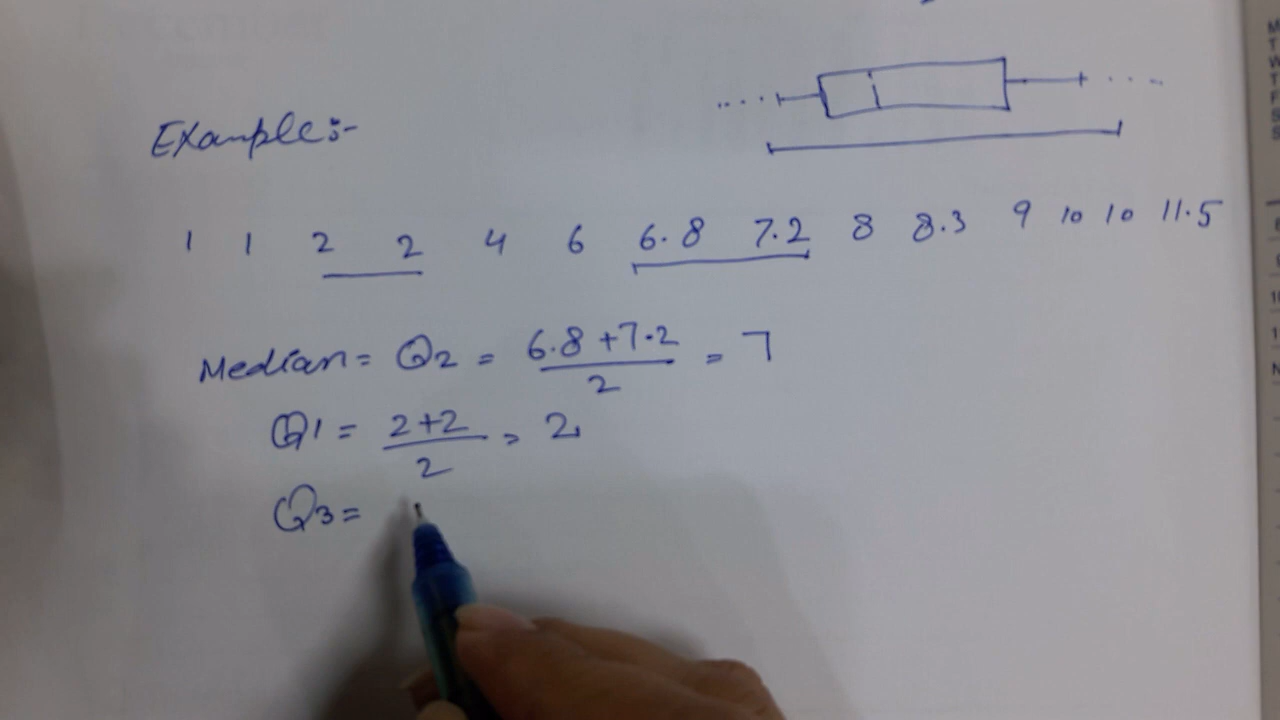 Example:-
1 1 2 2 4 6 6.8 7.2 8 8.3 9 10 10 11.5
Median = Q2 = 6.8 + 7.2 / 2 = 7
Q1 = 2+2 / 2 = 2
Q3 =